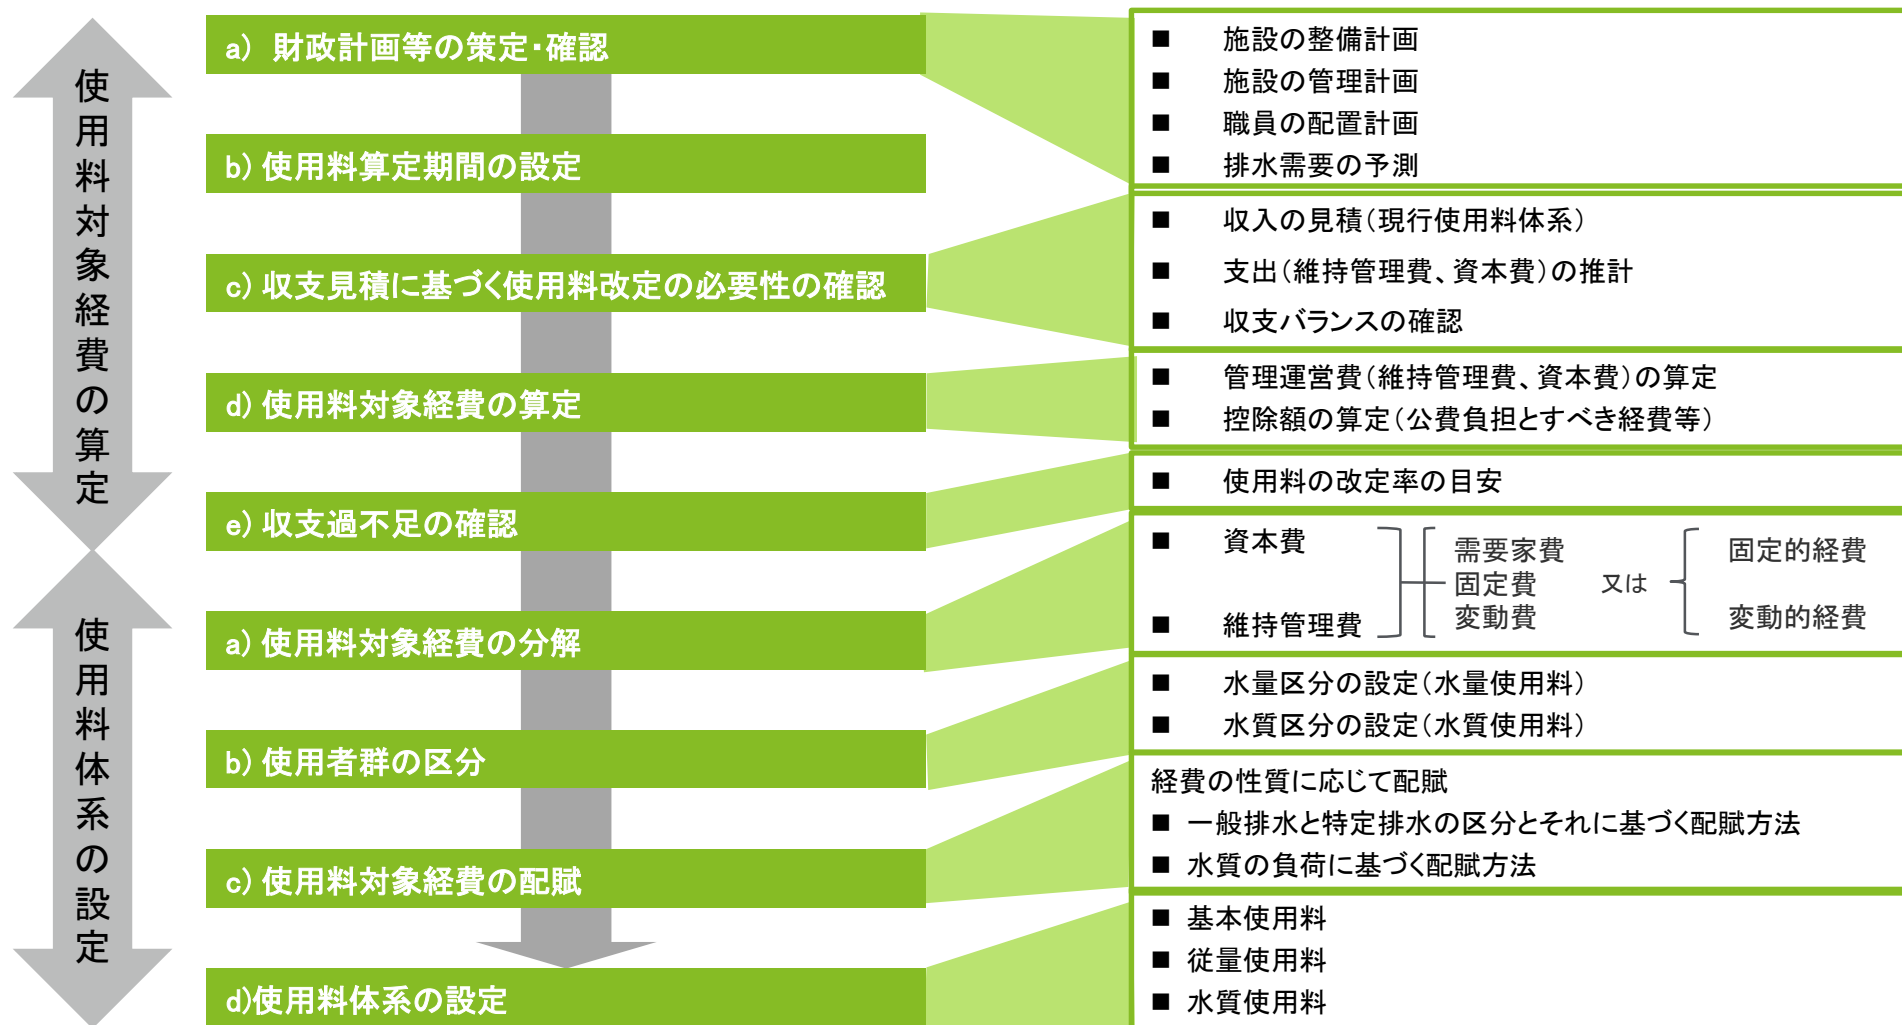 使用料対象経費の算定
a) 財政計画等の策定・確認
■ 施設の整備計画
■ 施設の管理計画
■ 職員の配置計画
■ 排水需要の予測
b) 使用料算定期間の設定
c) 収支見積に基づく使用料改定の必要性の確認
■ 収入の見積(現行使用料体系)
■ 支出(維持管理費、資本費)の推計
■ 収支バランスの確認
d) 使用料対象経費の算定
■ 管理運営費(維持管理費、資本費)の算定
■ 控除額の算定(公費負担とすべき経費等)
e) 収支過不足の確認
■ 使用料の改定率の目安
使用料体系の設定
a) 使用料対象経費の分解
■ 資本費
■ 維持管理費
需要家費
固定費
変動費
又は
固定的経費
変動的経費
b) 使用者群の区分
■ 水量区分の設定(水量使用料)
■ 水質区分の設定(水質使用料)
c) 使用料対象経費の配賦
経費の性質に応じて配賦
■ 一般排水と特定排水の区分とそれに基づく配賦方法
■ 水質の負荷に基づく配賦方法
d)使用料体系の設定
■ 基本使用料
■ 従量使用料
■ 水質使用料